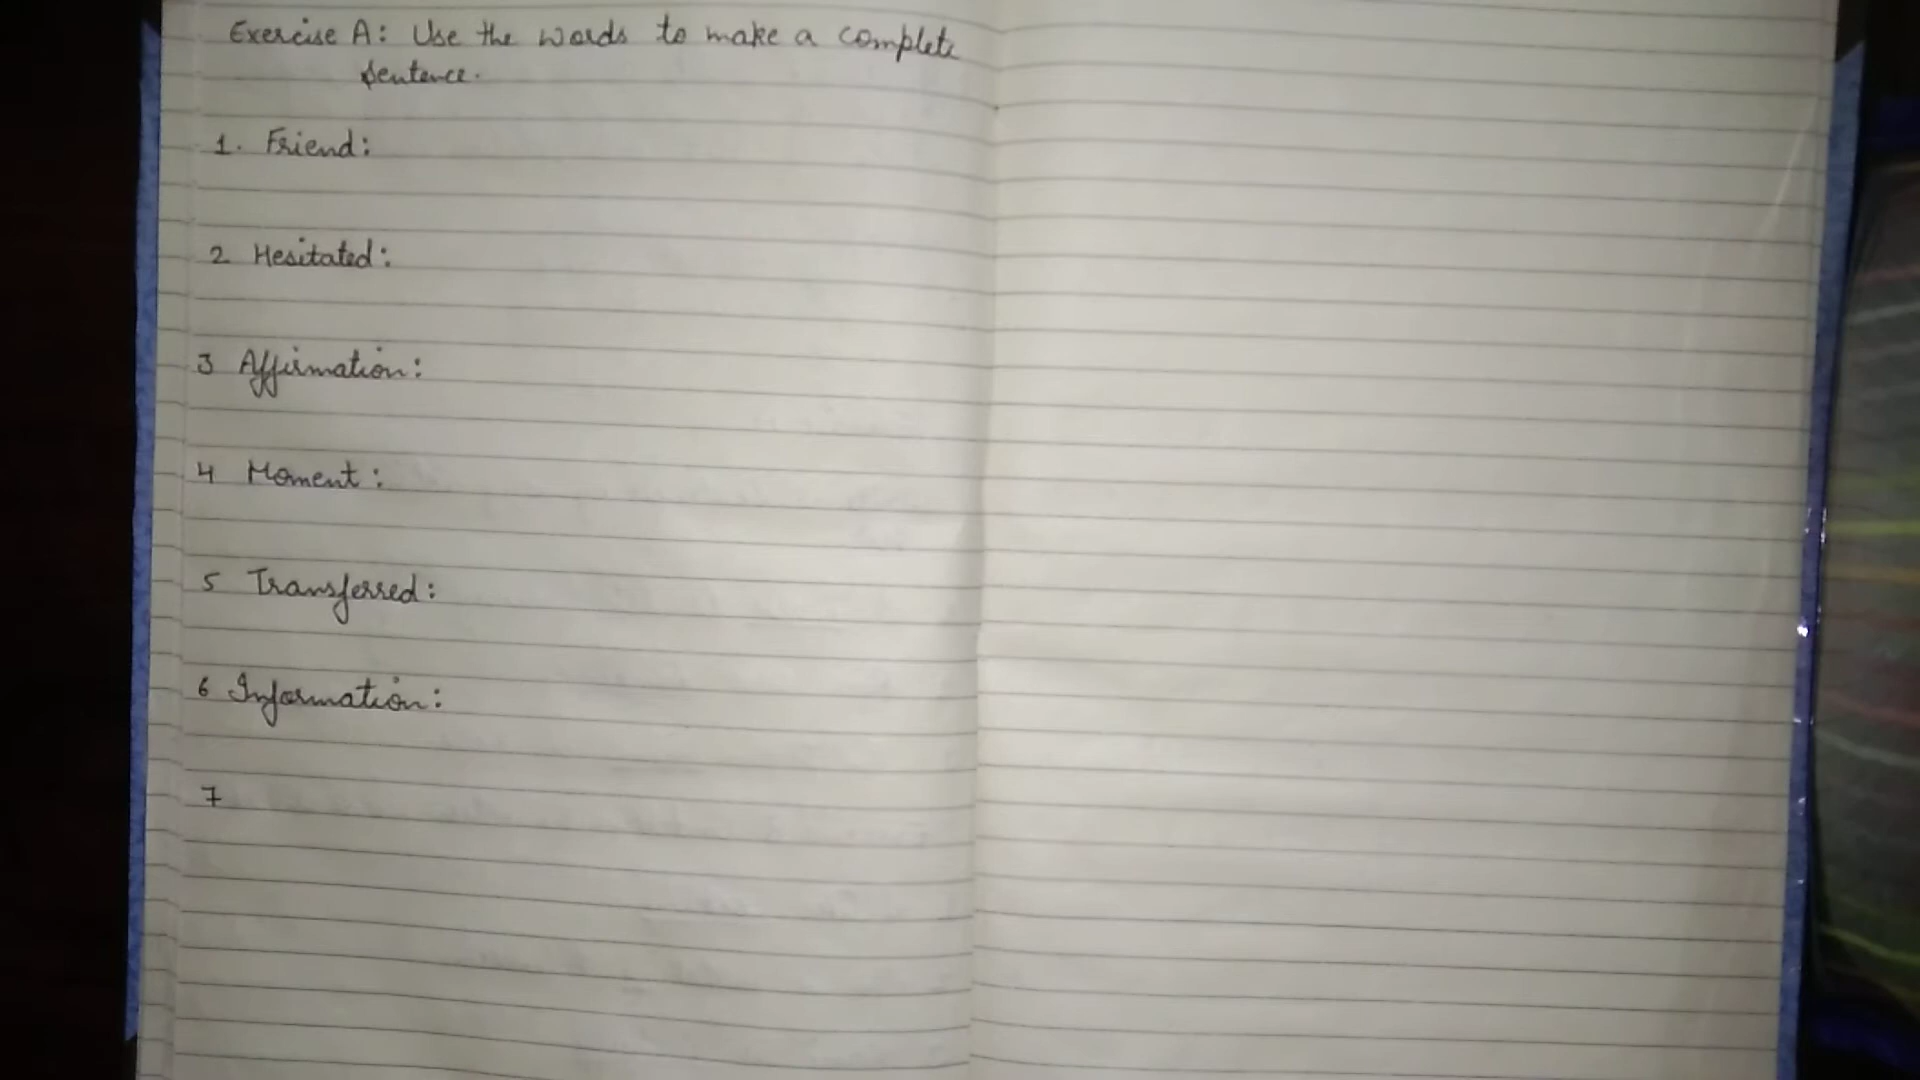 Exercise A: Use the words to make a complete
sentence.
1. Friend:
2 Hesitated:
3 Affirmation:
4 Moment:
5 Transferred:
6 Information:
7